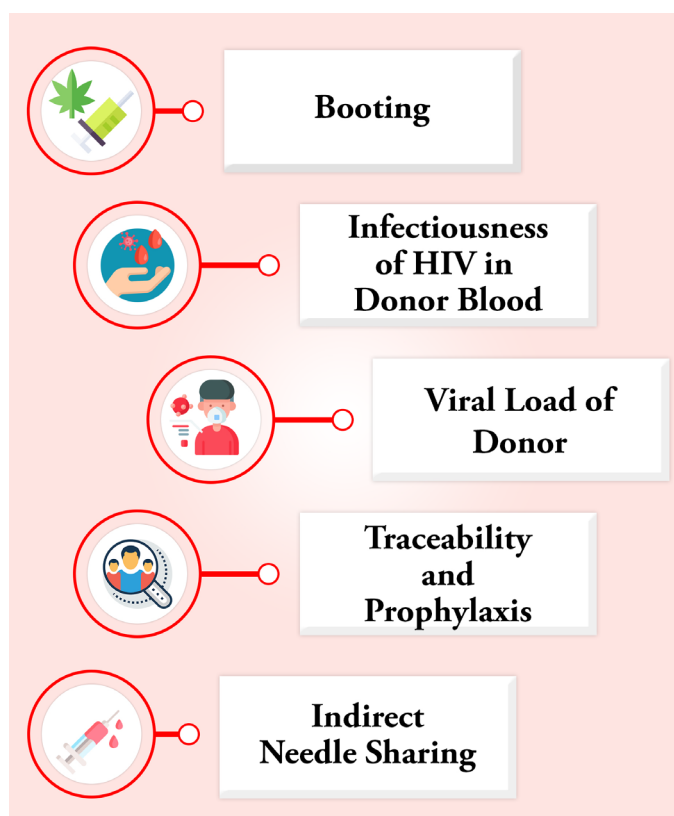 Booting
Infectiousness
of HIV in
Donor Blood
Viral Load of
Donor
Traceability
and
Prophylaxis
Indirect
Needle Sharing